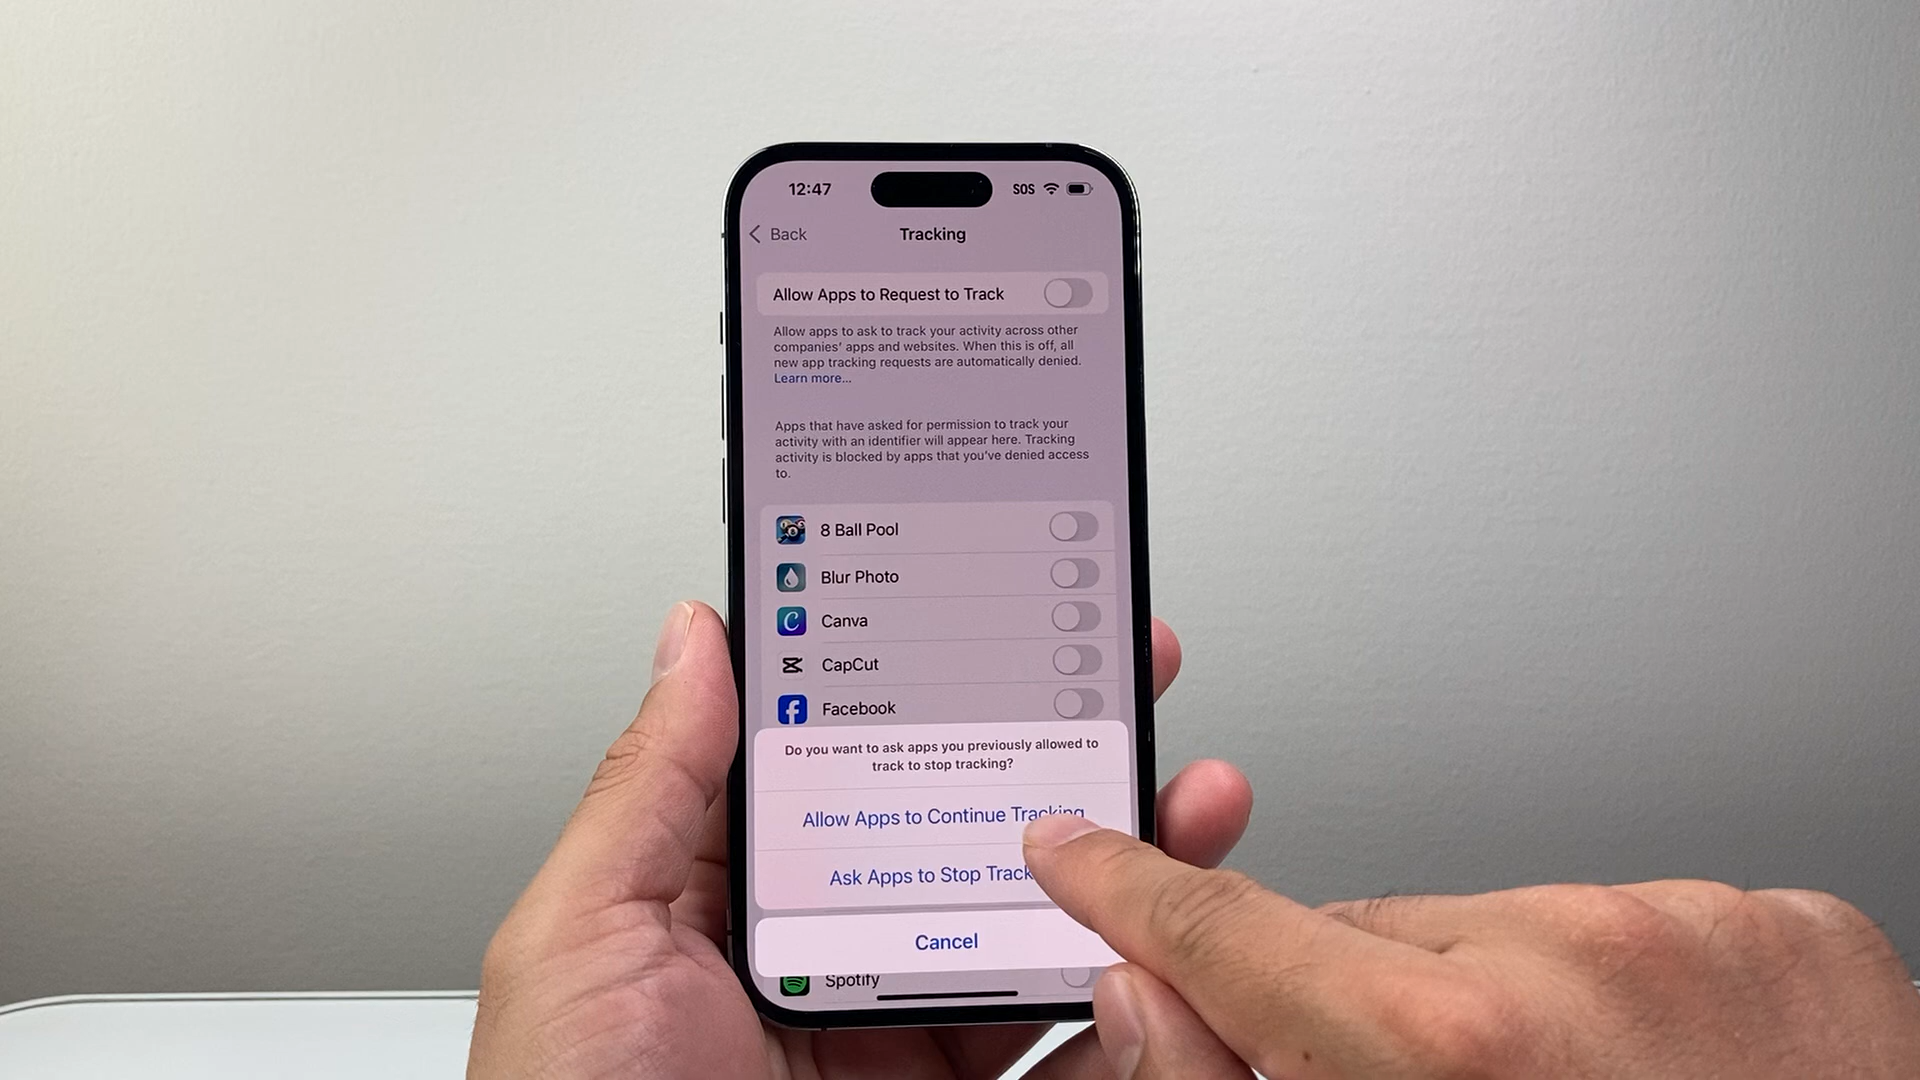 12:47 SOS
Back Tracking
Allow Apps to Request to Track
Allow apps to ask to track your activity across other
companies' apps and websites. When this is off, all
new app tracking requests are automatically denied.
Learn more...
Apps that have asked for permission to track your
activity with an identifier will appear here. Tracking
activity is blocked by apps that you've denied access
to.
8 Ball Pool
Blur Photo
Canva
CapCut
Facebook
Do you want to ask apps you previously allowed to
track to stop tracking?
Allow Apps to Continue Tracking
Ask Apps to Stop Track
Cancel
Spotify